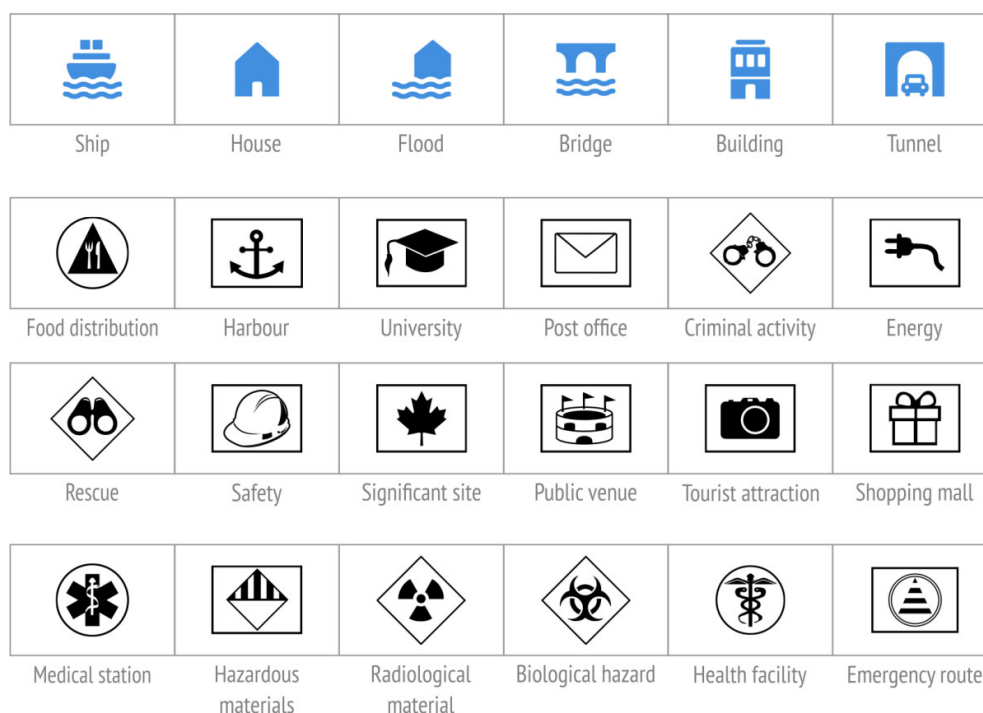 Ship House Flood Bridge Building Tunnel
Food distribution Harbour University Post office Criminal activity Energy
Rescue Safety Significant site Public venue Tourist attraction Shopping mall
Medical station Hazardous materials Radiological material Biological hazard Health facility Emergency route